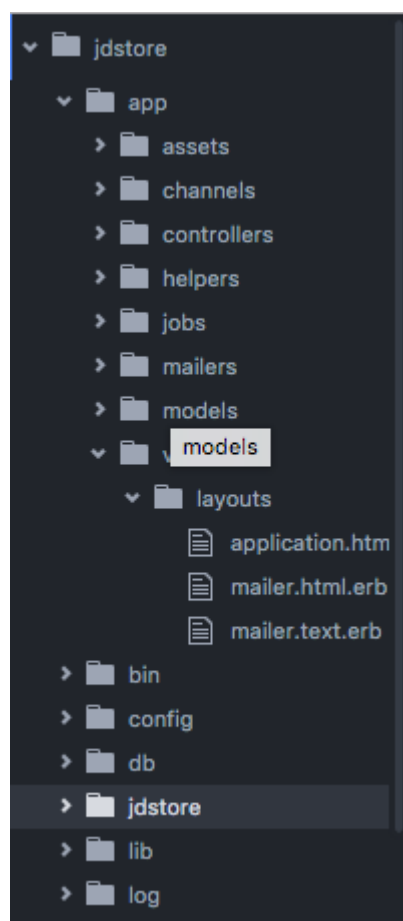 jdstore
app
assets
channels
controllers
helpers
jobs
mailers
models
models
layouts
application.htm
mailer.html.erb
mailer.text.erb
bin
config
db
jdstore
lib
log